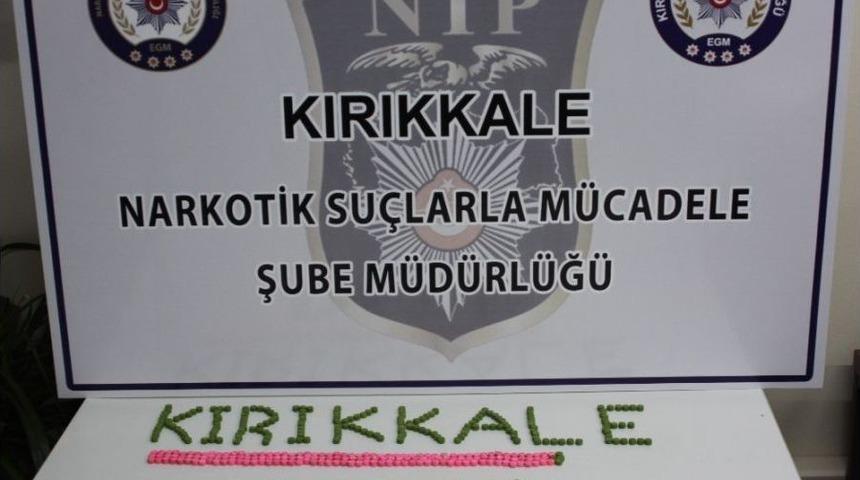 NIP
EGM
EGM
KIRIKKALE
NARKOTİK SUÇLARLA MÜCADELE
ŞUBE MÜDÜRLÜĞÜ
KIRIKKALE